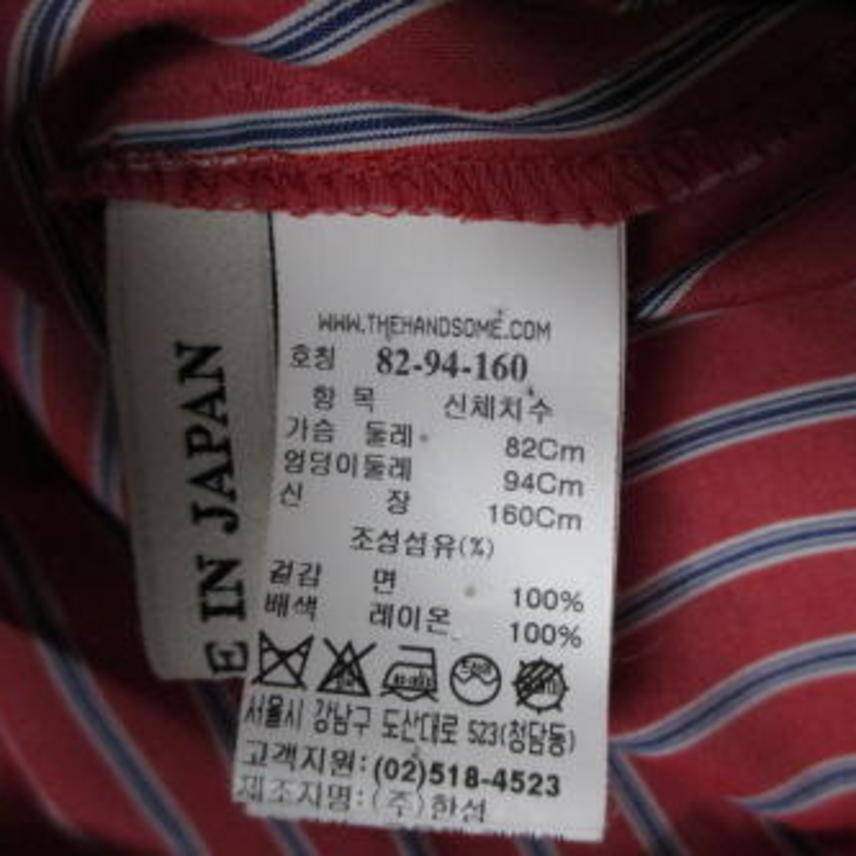 WWW.THEHANDSOME.COM
호칭 82-94-160
항 목 신체치수
가슴 둘레 82Cm
엉덩이둘레 94Cm
신 장 160Cm
조성섬유(%)
겉감 면 100%
배색 레이온 100%
서울시 강남구 도산대로 523(청담동)
고객지원:(02)518-4523
제조자명:(주)한섬
E IN JAPAN